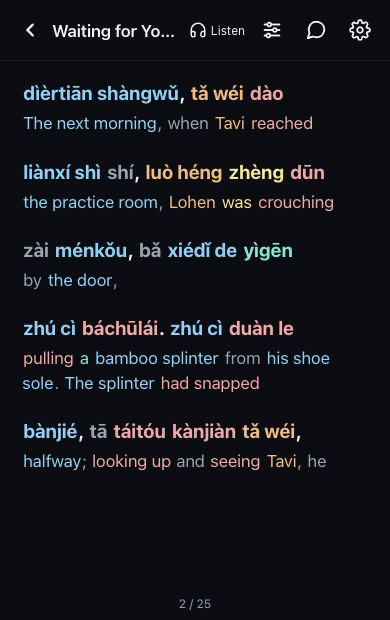 Waiting for Yo... Listen
dìèrtiān shàngwǔ, tǎ wéi dào
The next morning, when Tavi reached
liànxí shì shí, luò héng zhèng dūn
the practice room, Lohen was crouching
zài ménkǒu, bǎ xiédǐ de yìgēn
by the door,
zhú cì báchūlái. zhú cì duàn le
pulling a bamboo splinter from his shoe
sole. The splinter had snapped
bànjié, tā táitóu kànjiàn tǎ wéi,
halfway; looking up and seeing Tavi, he
2 / 25